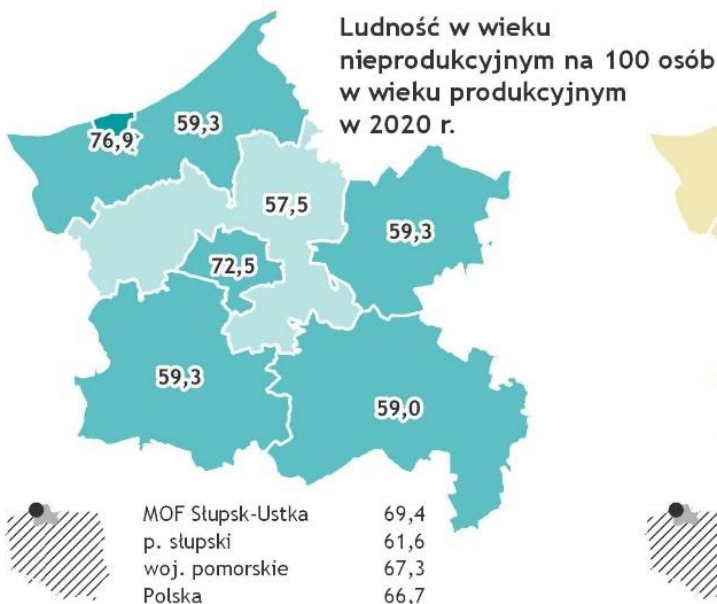 Ludność w wieku
nieprodukcyjnym na 100 osób
w wieku produkcyjnym
w 2020 r.
76,9
59,3
57,5
59,3
72,5
59,3
59,0
MOF Słupsk-Ustka 69,4
p. słupski 61,6
woj. pomorskie 67,3
Polska 66,7